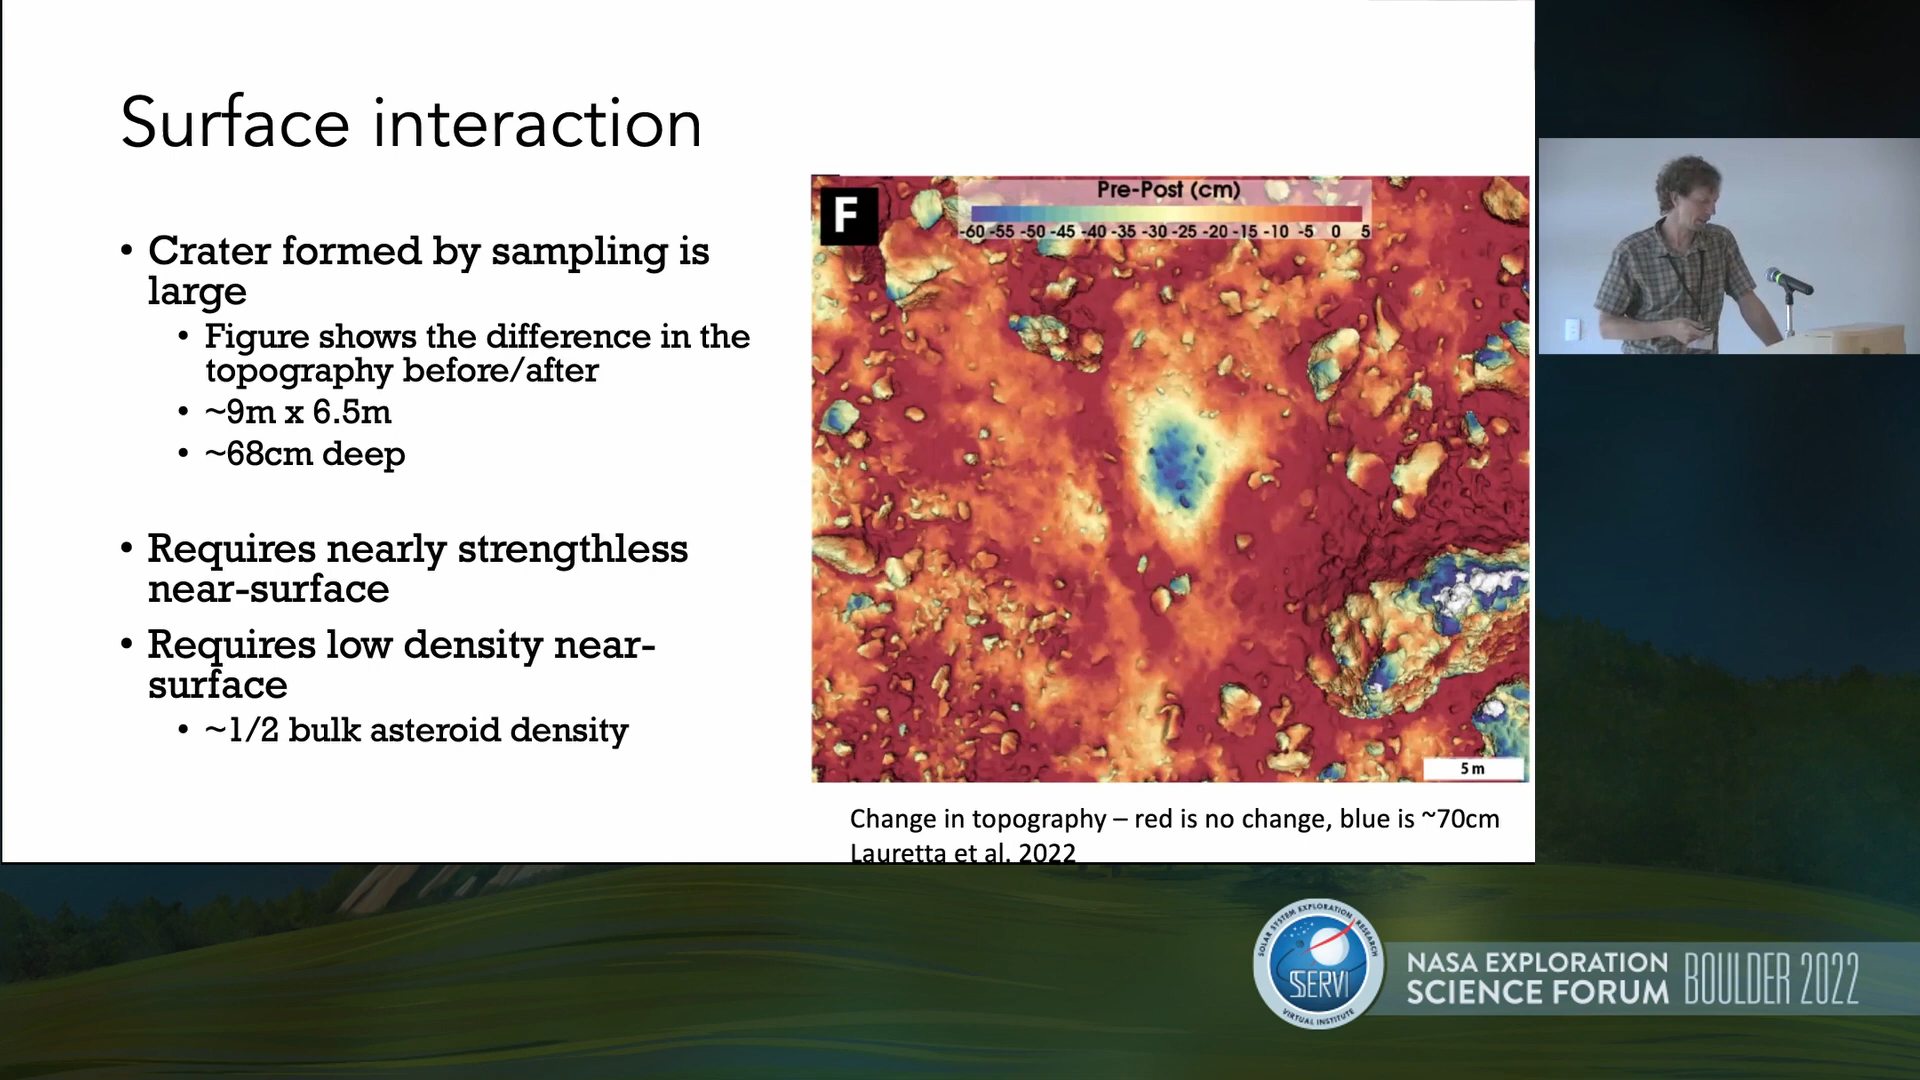 Surface interaction
• Crater formed by sampling is
large
• Figure shows the difference in the
topography before/after
• ~9m x 6.5m
• ~68cm deep
• Requires nearly strengthless
near-surface
• Requires low density near-
surface
• ~1/2 bulk asteroid density
F
Pre-Post (cm)
-60 -55 -50 -45 -40 -35 -30 -25 -20 -15 -10 -5 0 5
5 m
Change in topography – red is no change, blue is ~70cm
Lauretta et al. 2022
SOLAR SYSTEM EXPLORATION RESEARCH
SSERVI
VIRTUAL INSTITUTE
NASA EXPLORATION
SCIENCE FORUM
BOULDER 2022